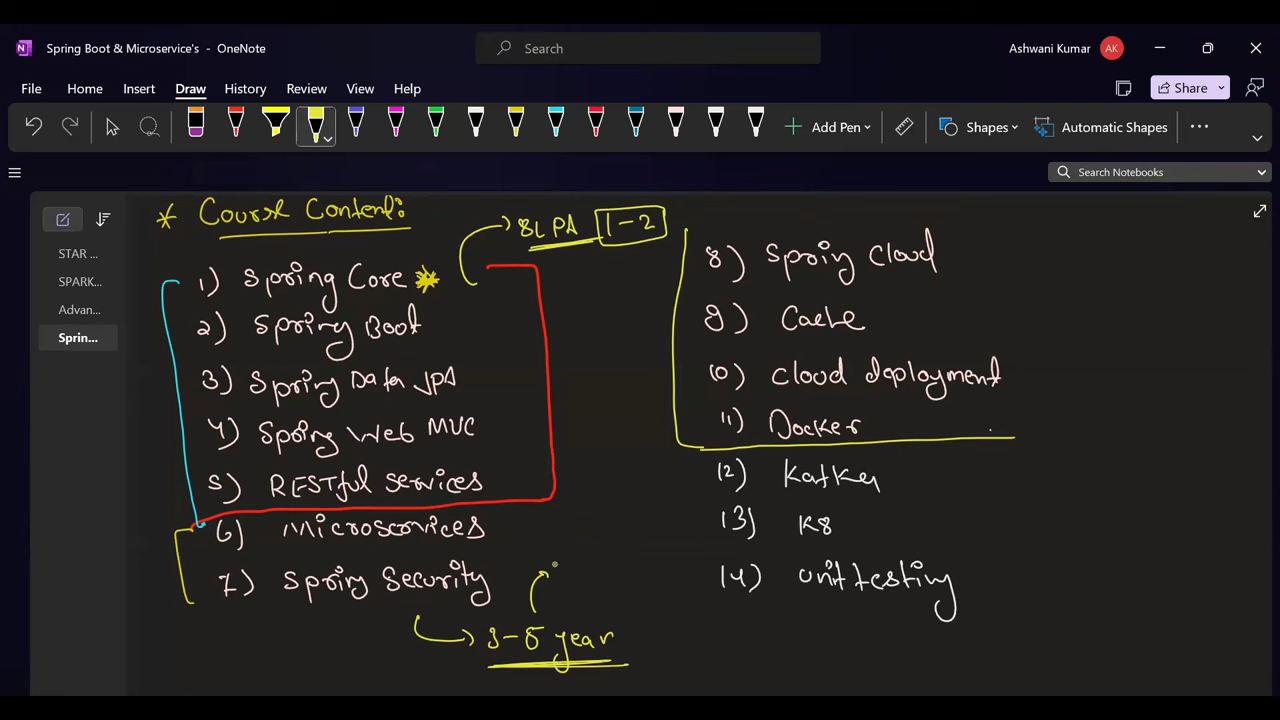 Spring Boot & Microservice's - OneNote
Search
Ashwani Kumar
AK
File
Home
Insert
Draw
History
Review
View
Help
Share
Add Pen
Shapes
Automatic Shapes
Search Notebooks
STAR ...
SPARK...
Advan...
Sprin...
* Course Content:
8LPA 1-2
1) Spring Core *
2) Spring Boot
3) Spring Data JPA
4) Spring Web MVC
5) RESTful Services
6) Microservices
7) Spring Security
3-5 year
8) Spring Cloud
9) Cache
10) Cloud deployment
11) Docker
12) Kafka
13) K8
14) Unit testing